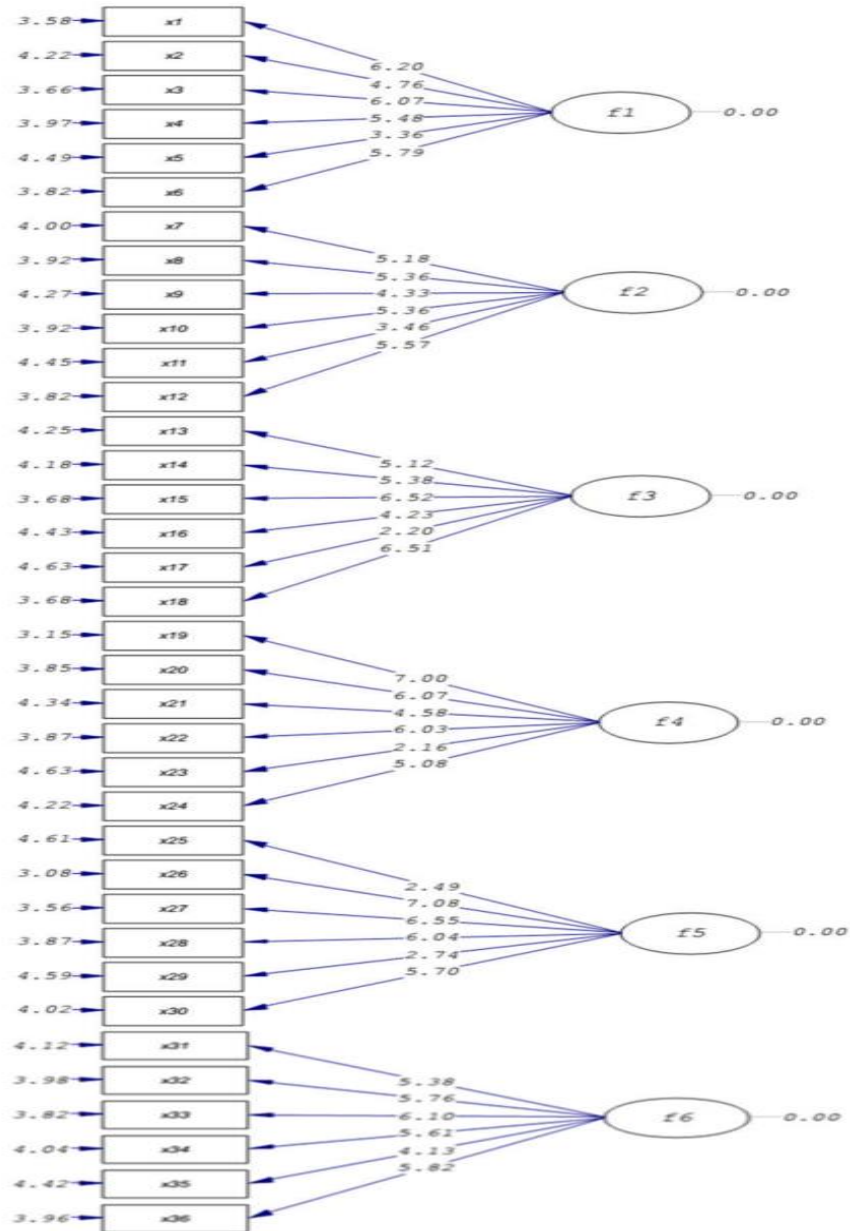 3.58 x1
4.22 x2
6.20
3.66 x3
4.76
6.07
f1 0.00
3.97 x4
5.48
3.36
4.49 x5
5.79
3.82 x6
4.00 x7
3.92 x8
5.18
5.36
4.27 x9
4.33
f2 0.00
3.92 x10
5.36
3.46
4.45 x11
5.57
3.82 x12
4.25 x13
4.18 x14
5.12
5.38
3.68 x15
6.52
f3 0.00
4.43 x16
4.23
2.20
4.63 x17
6.51
3.68 x18
3.15 x19
3.85 x20
7.00
6.07
4.34 x21
4.58
f4 0.00
3.87 x22
6.03
2.16
4.63 x23
5.08
4.22 x24
4.61 x25
3.08 x26
2.49
7.08
3.56 x27
6.55
f5 0.00
3.87 x28
6.04
2.74
4.59 x29
5.70
4.02 x30
4.12 x31
3.98 x32
5.38
5.76
3.82 x33
6.10
f6 0.00
4.04 x34
5.61
4.13
4.42 x35
5.82
3.96 x36